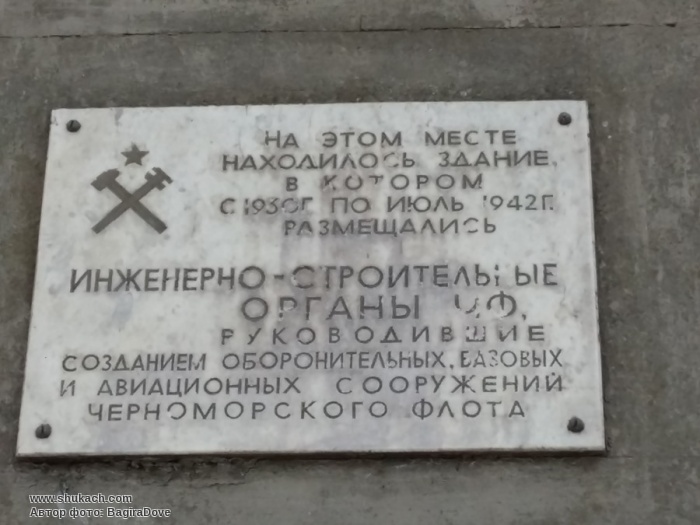 НА ЭТОМ МЕСТЕ
НАХОДИЛОСЬ ЗДАНИЕ,
В КОТОРОМ
С 1930Г. ПО ИЮЛЬ 1942Г.
РАЗМЕЩАЛИСЬ
ИНЖЕНЕРНО-СТРОИТЕЛЬНЫЕ
ОРГАНЫ ЧФ,
РУКОВОДИВШИЕ
СОЗДАНИЕМ ОБОРОНИТЕЛЬНЫХ, БАЗОВЫХ
И АВИАЦИОННЫХ СООРУЖЕНИЙ
ЧЕРНОМОРСКОГО ФЛОТА
www.shukach.com
Автор фото: BagiraDove